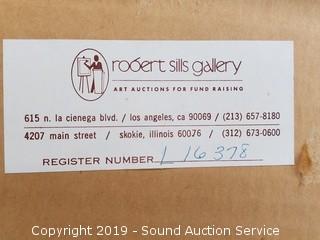 robert sills gallery
ART AUCTIONS FOR FUND RAISING
615 n. la cienega blvd. / los angeles, ca 90069 / (213) 657-8180
4207 main street / skokie, illinois 60076 / (312) 673-0600
REGISTER NUMBER L 16378
Copyright 2019 - Sound Auction Service